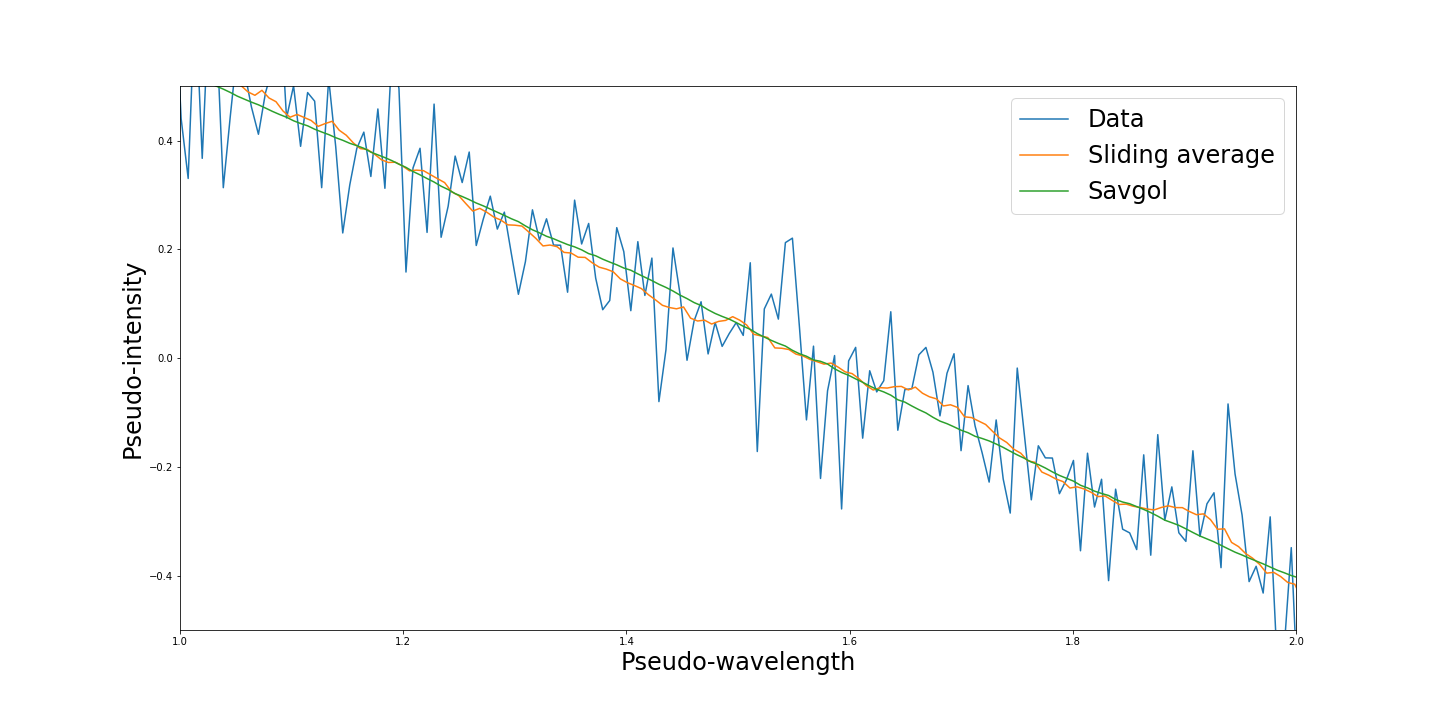 Data
Sliding average
Savgol
0.4
0.2
0.0
−0.2
−0.4
Pseudo-intensity
1.0 1.2 1.4 1.6 1.8 2.0
Pseudo-wavelength